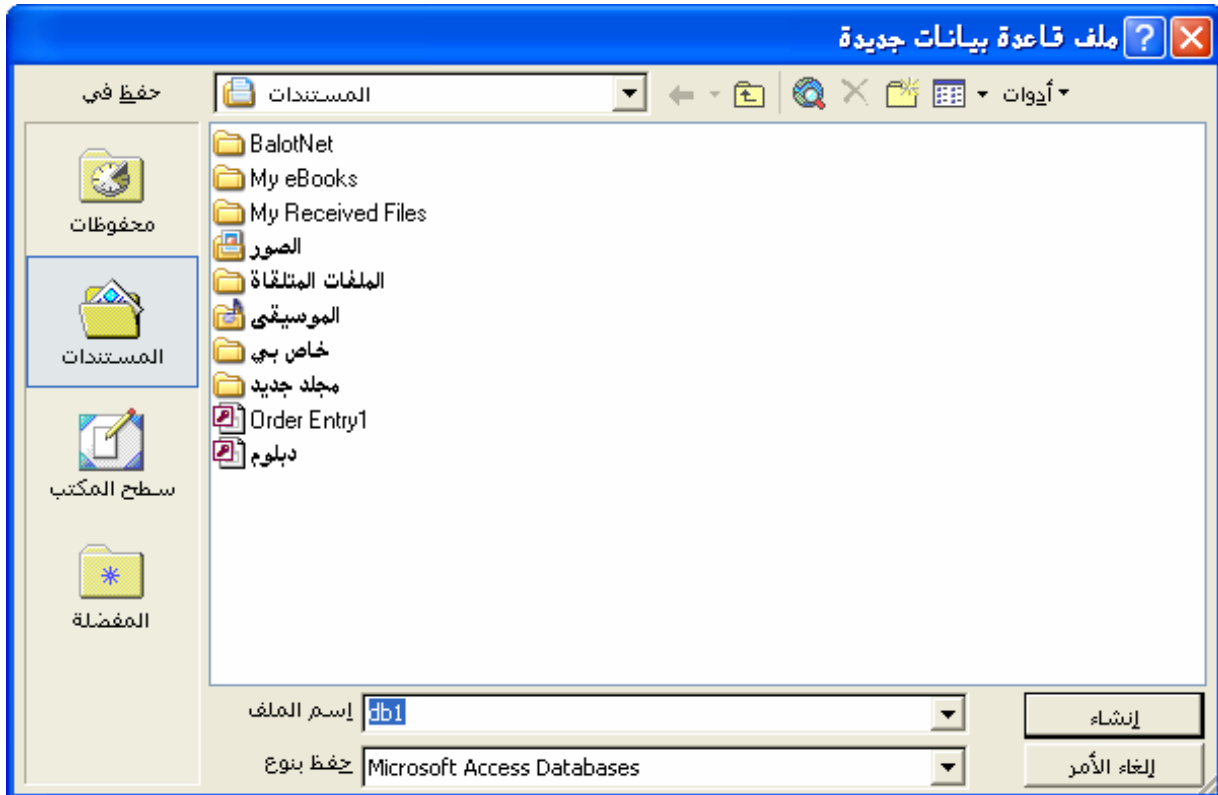 ملف قاعدة بيانات جديدة
حفظ في
المستندات
أدوات
محفوظات
المستندات
سطح المكتب
المفضلة
BalotNet
My eBooks
My Received Files
الصور
الملفات المتلقاة
الموسيقى
خاص بي
مجلد جديد
Order Entry1
دبلوم
إسم الملف
db1
إنشاء
حفظ بنوع
Microsoft Access Databases
إلغاء الأمر